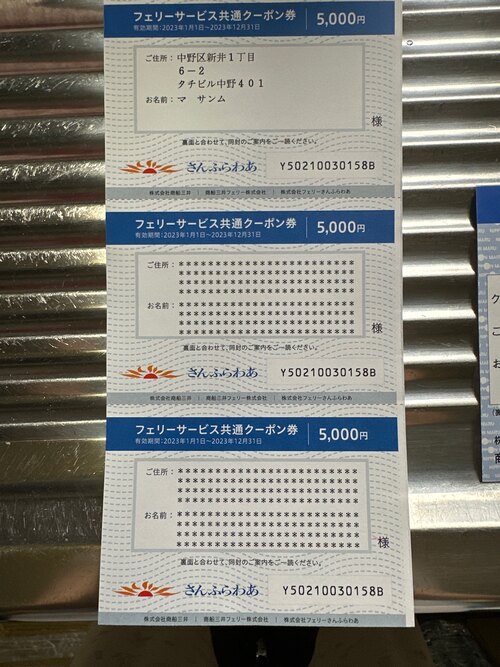 フェリーサービス共通クーポン券 5,000円
有効期間：2023年1月1日〜2023年12月31日
ご住所： 中野区新井１丁目
６−２
タチビル中野４０１
お名前： マ　サンム
様
裏面と合わせて、同封のご案内をご一読ください。
さんふらわあ Y50210030158B
株式会社商船三井 | 商船三井フェリー株式会社 | 株式会社フェリーさんふらわあ
フェリーサービス共通クーポン券 5,000円
有効期間：2023年1月1日〜2023年12月31日
ご住所： ＊＊＊＊＊＊＊＊＊＊＊＊＊＊＊＊＊＊＊＊
＊＊＊＊＊＊＊＊＊＊＊＊＊＊＊＊＊＊＊＊
＊＊＊＊＊＊＊＊＊＊＊＊＊＊＊＊＊＊＊＊
＊＊＊＊＊＊＊＊＊＊＊＊＊＊＊＊＊＊＊＊
お名前： ＊＊＊＊＊＊＊＊＊＊＊＊＊＊＊＊＊＊＊＊
＊＊＊＊＊＊＊＊＊＊＊＊＊＊＊＊＊＊＊＊
＊＊＊＊＊＊＊＊＊＊＊＊＊＊＊＊＊＊＊＊
＊＊＊＊＊＊＊＊＊＊＊＊＊＊＊＊＊＊＊＊
様
裏面と合わせて、同封のご案内をご一読ください。
さんふらわあ Y50210030158B
株式会社商船三井 | 商船三井フェリー株式会社 | 株式会社フェリーさんふらわあ
フェリーサービス共通クーポン券 5,000円
有効期間：2023年1月1日〜2023年12月31日
ご住所： ＊＊＊＊＊＊＊＊＊＊＊＊＊＊＊＊＊＊＊＊
＊＊＊＊＊＊＊＊＊＊＊＊＊＊＊＊＊＊＊＊
＊＊＊＊＊＊＊＊＊＊＊＊＊＊＊＊＊＊＊＊
＊＊＊＊＊＊＊＊＊＊＊＊＊＊＊＊＊＊＊＊
お名前： ＊＊＊＊＊＊＊＊＊＊＊＊＊＊＊＊＊＊＊＊
＊＊＊＊＊＊＊＊＊＊＊＊＊＊＊＊＊＊＊＊
＊＊＊＊＊＊＊＊＊＊＊＊＊＊＊＊＊＊＊＊
＊＊＊＊＊＊＊＊＊＊＊＊＊＊＊＊＊＊＊＊
様
裏面と合わせて、同封のご案内をご一読ください。
さんふらわあ Y50210030158B
株式会社商船三井 | 商船三井フェリー株式会社 | 株式会社フェリーさんふらわあ